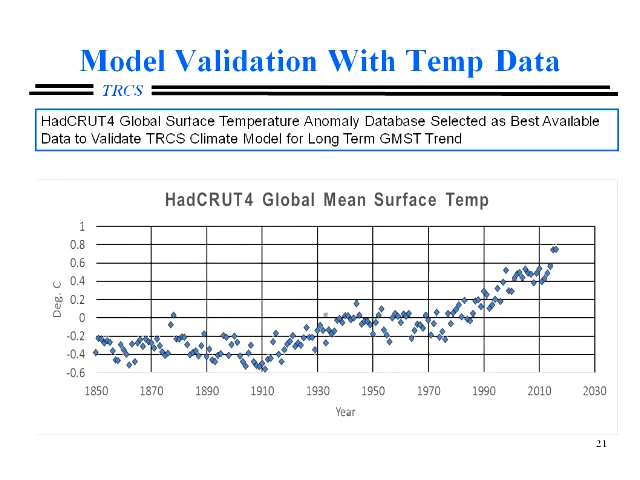 Model Validation With Temp Data
TRCS
HadCRUT4 Global Surface Temperature Anomaly Database Selected as Best Available
Data to Validate TRCS Climate Model for Long Term GMST Trend
HadCRUT4 Global Mean Surface Temp
1
0.8
0.6
0.4
0.2
0
-0.2
-0.4
-0.6
Deg. C
1850 1870 1890 1910 1930 1950 1970 1990 2010 2030
Year
21